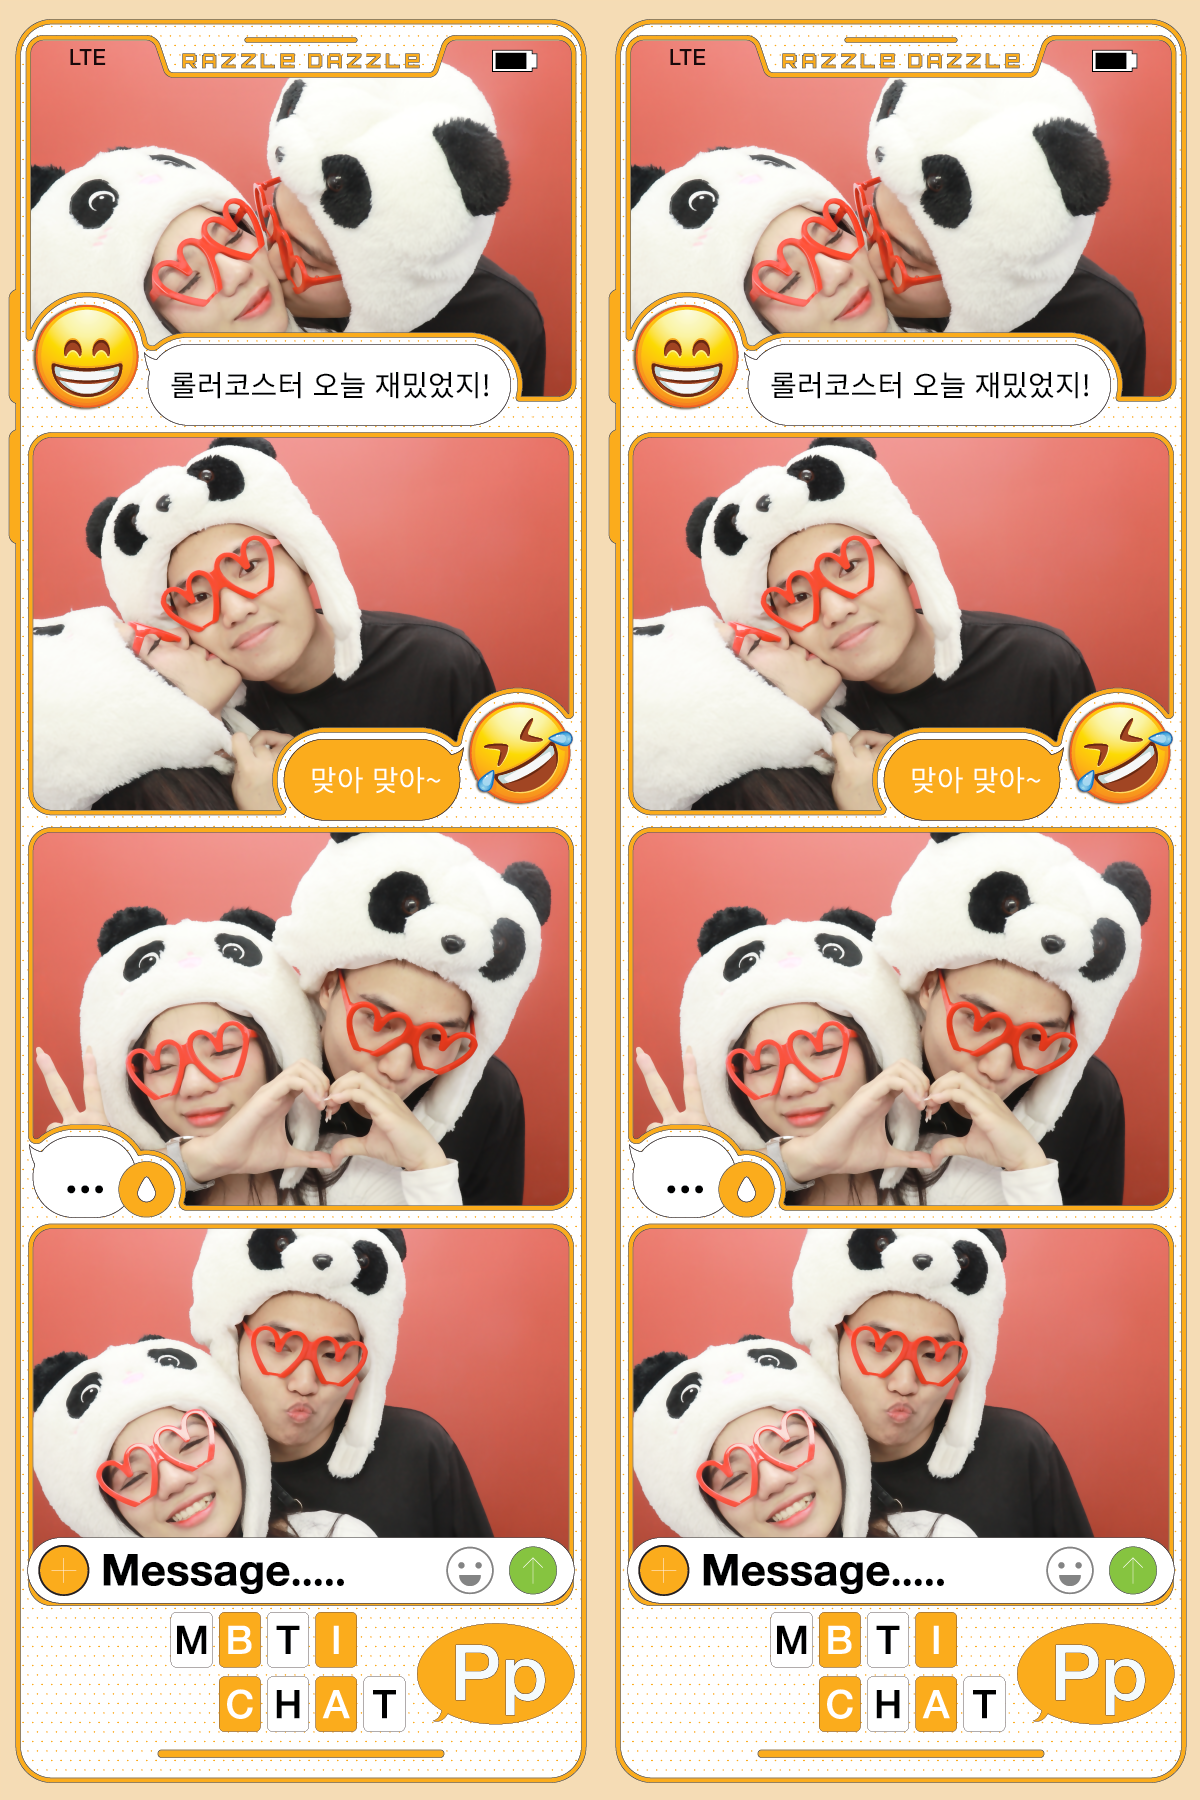 LTE
RAZZLE DAZZLE
롤러코스터 오늘 재밌었지!
맞아 맞아~
...
Message.....
MBTI
CHAT
Pp
LTE
RAZZLE DAZZLE
롤러코스터 오늘 재밌었지!
맞아 맞아~
...
Message.....
MBTI
CHAT
Pp